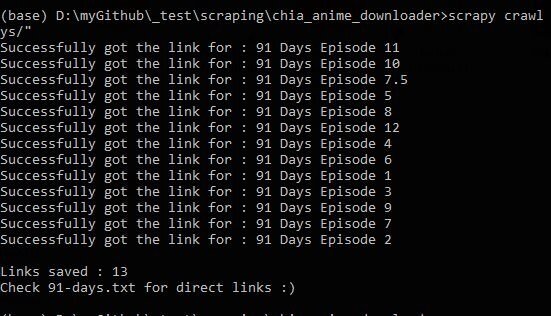 (base) D:\myGithub\_test\scraping\chia_anime_downloader>scrapy crawl
ys/"
Successfully got the link for : 91 Days Episode 11
Successfully got the link for : 91 Days Episode 10
Successfully got the link for : 91 Days Episode 7.5
Successfully got the link for : 91 Days Episode 5
Successfully got the link for : 91 Days Episode 8
Successfully got the link for : 91 Days Episode 12
Successfully got the link for : 91 Days Episode 4
Successfully got the link for : 91 Days Episode 6
Successfully got the link for : 91 Days Episode 1
Successfully got the link for : 91 Days Episode 3
Successfully got the link for : 91 Days Episode 9
Successfully got the link for : 91 Days Episode 7
Successfully got the link for : 91 Days Episode 2
Links saved : 13
Check 91-days.txt for direct links :)